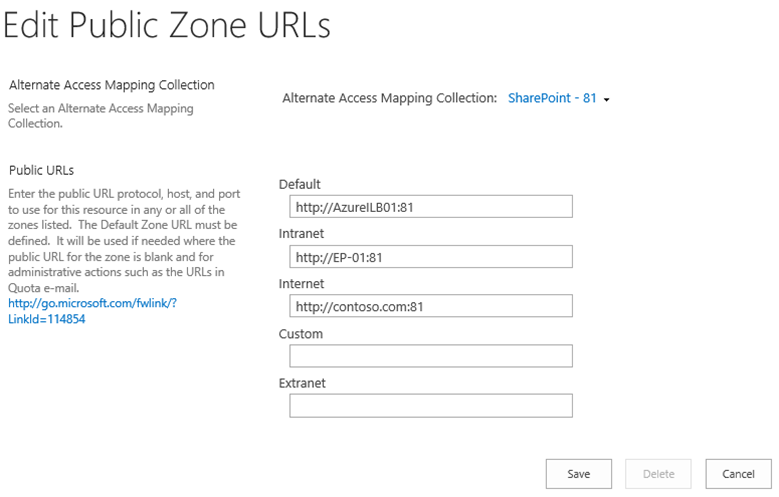 Edit Public Zone URLs
Alternate Access Mapping Collection
Select an Alternate Access Mapping
Collection.
Alternate Access Mapping Collection: SharePoint - 81
Public URLs
Enter the public URL protocol, host, and port
to use for this resource in any or all of the
zones listed. The Default Zone URL must be
defined. It will be used if needed where the
public URL for the zone is blank and for
administrative actions such as the URLs in
Quota e-mail.
http://go.microsoft.com/fwlink/?
LinkId=114854
Default
http://AzureILB01:81
Intranet
http://EP-01:81
Internet
http://contoso.com:81
Custom
Extranet
Save Delete Cancel